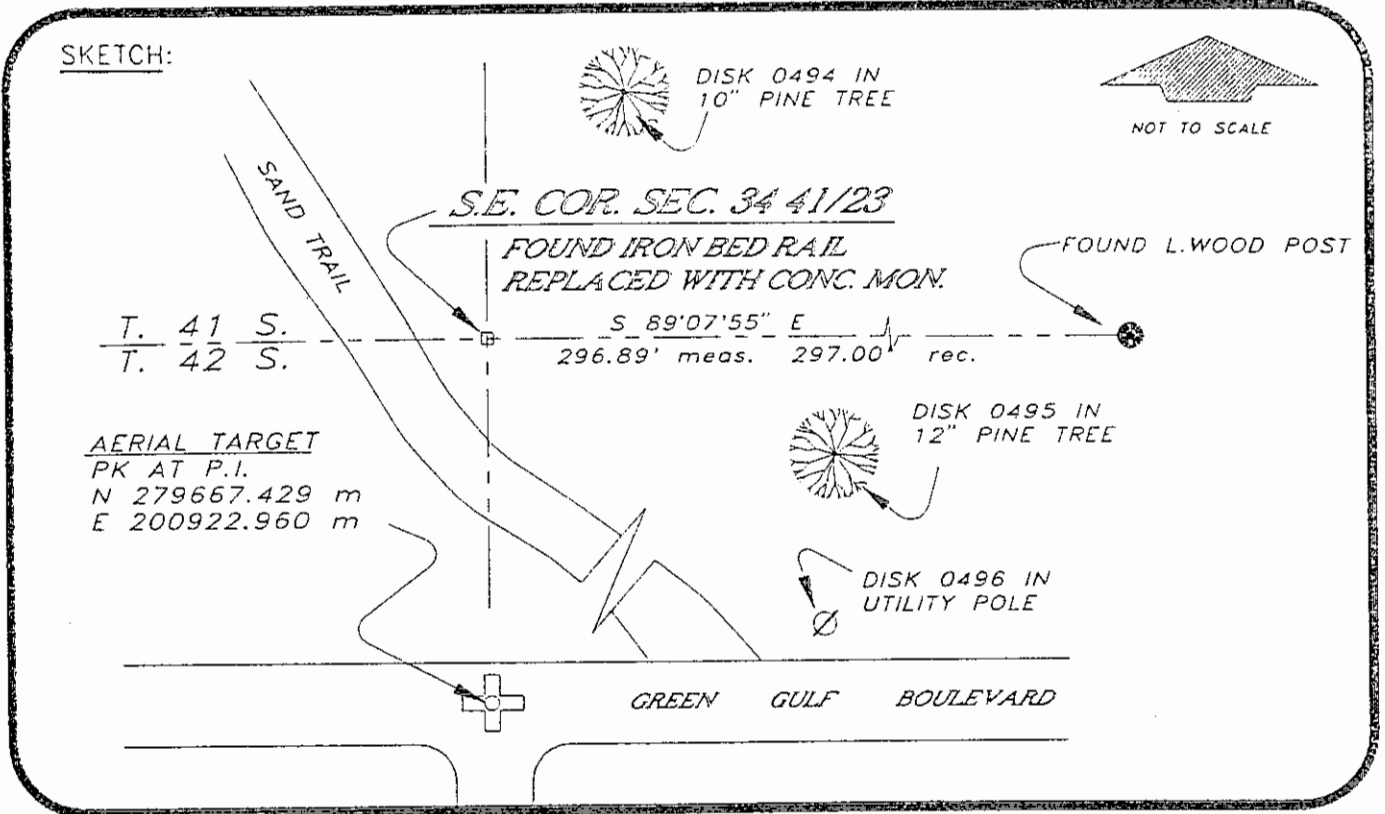 SKETCH:
DISK 0494 IN
10" PINE TREE
NOT TO SCALE
SAND TRAIL
S.E. COR. SEC. 34 41/23
FOUND IRON BED RAIL
REPLACED WITH CONC. MON.
FOUND L.WOOD POST
T. 41 S.
T. 42 S.
S 89°07'55" E
296.89' meas. 297.00' rec.
AERIAL TARGET
PK AT P.I.
N 279667.429 m
E 200922.960 m
DISK 0495 IN
12" PINE TREE
DISK 0496 IN
UTILITY POLE
GREEN GULF BOULEVARD